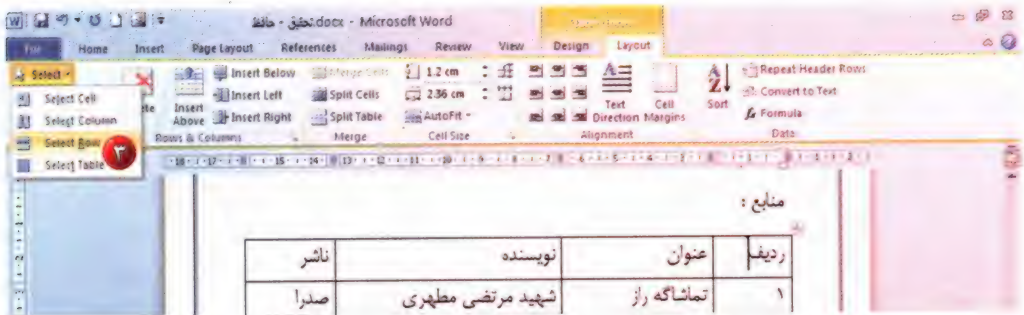 تحقیق - حافظ.docx - Microsoft Word
File Home Insert Page Layout References Mailings Review View Design Layout
Select
Select Cell
Select Column
Select Row
Select Table
۳
Insert Above
Insert Below
Insert Left
Insert Right
Rows & Columns
Merge Cells
Split Cells
Split Table
Merge
1.2 cm
2.36 cm
AutoFit
Cell Size
Text Direction
Cell Margins
Alignment
Sort
Repeat Header Rows
Convert to Text
Formula
Data
منابع :
ردیف عنوان نویسنده ناشر
۱ تماشاگه راز شهید مرتضی مطهری صدرا